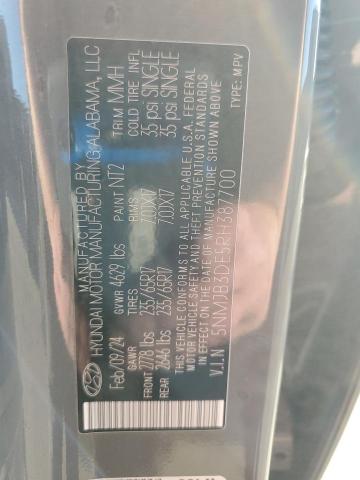 MANUFACTURED BY
HYUNDAI MOTOR MANUFACTURING ALABAMA, LLC
Feb/09/24 GVWR 4629 lbs PAINT NT2 TRIM MMH
GAWR TIRES RIMS COLD TIRE INFL
FRONT 2778 lbs 235/65R17 7.0JX17 35 psi SINGLE
REAR 2646 lbs 235/65R17 7.0JX17 35 psi SINGLE
THIS VEHICLE CONFORMS TO ALL APPLICABLE U.S.A. FEDERAL
MOTOR VEHICLE SAFETY AND BUMPER STANDARDS
IN EFFECT ON THE DATE OF MANUFACTURE SHOWN ABOVE
V.I.N 5NMJB3DE5RH387700 TYPE: MPV